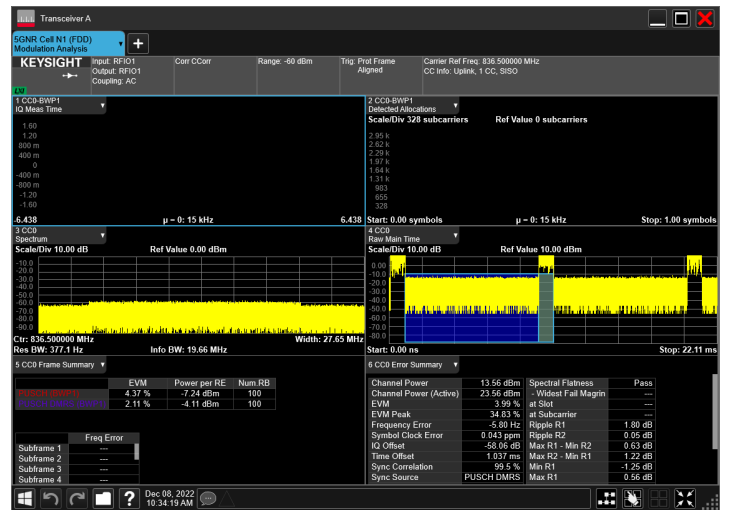 Transceiver A
5GNR Cell N1 (FDD)
Modulation Analysis
KEYSIGHT
Input: RFIO1
Output: RFIO1
Coupling: AC
Corr CCorr
Range: -60 dBm
Trig: Prot Frame
Aligned
Carrier Ref Freq: 836.500000 MHz
CC Info: Uplink, 1 CC, SISO
1 CC0-BWP1
IQ Meas Time
1.60
1.20
800 m
400 m
0
-400 m
-800 m
-1.20
-1.60
-6.438
μ = 0: 15 kHz
6.438
2 CC0-BWP1
Detected Allocations
Scale/Div 328 subcarriers
Ref Value 0 subcarriers
2.95 k
2.62 k
2.29 k
1.97 k
1.64 k
1.31 k
983
655
328
Start: 0.00 symbols
μ = 0: 15 kHz
Stop: 1.00 symbols
3 CC0
Spectrum
Scale/Div 10.00 dB
Ref Value 0.00 dBm
-10.0
-20.0
-30.0
-40.0
-50.0
-60.0
-70.0
-80.0
-90.0
Ctr: 836.500000 MHz
Width: 27.65 MHz
Res BW: 377.1 Hz
Info BW: 19.66 MHz
4 CC0
Raw Main Time
Scale/Div 10.00 dB
Ref Value 10.00 dBm
0.00
-10.0
-20.0
-30.0
-40.0
-50.0
-60.0
-70.0
-80.0
Start: 0.00 ns
Stop: 22.11 ms
5 CC0 Frame Summary
EVM Power per RE Num.RB
4.37 % -7.24 dBm 100
2.11 % -4.11 dBm 100
Freq Error
Subframe 1 ---
Subframe 2 ---
Subframe 3 ---
Subframe 4 ---
6 CC0 Error Summary
Channel Power 13.56 dBm Spectral Flatness Pass
Channel Power (Active) 23.56 dBm - Widest Fail Magrin ---
EVM 3.99 % at Slot ---
EVM Peak 34.83 % at Subcarrier ---
Frequency Error -5.80 Hz Ripple R1 1.80 dB
Symbol Clock Error 0.043 ppm Ripple R2 0.05 dB
IQ Offset -58.06 dB Max R1 - Min R2 0.63 dB
Time Offset 1.037 ms Max R2 - Min R1 1.22 dB
Sync Correlation 99.5 % Min R1 -1.25 dB
Sync Source PUSCH DMRS Max R1 0.56 dB
Dec 08, 2022
10:34:19 AM